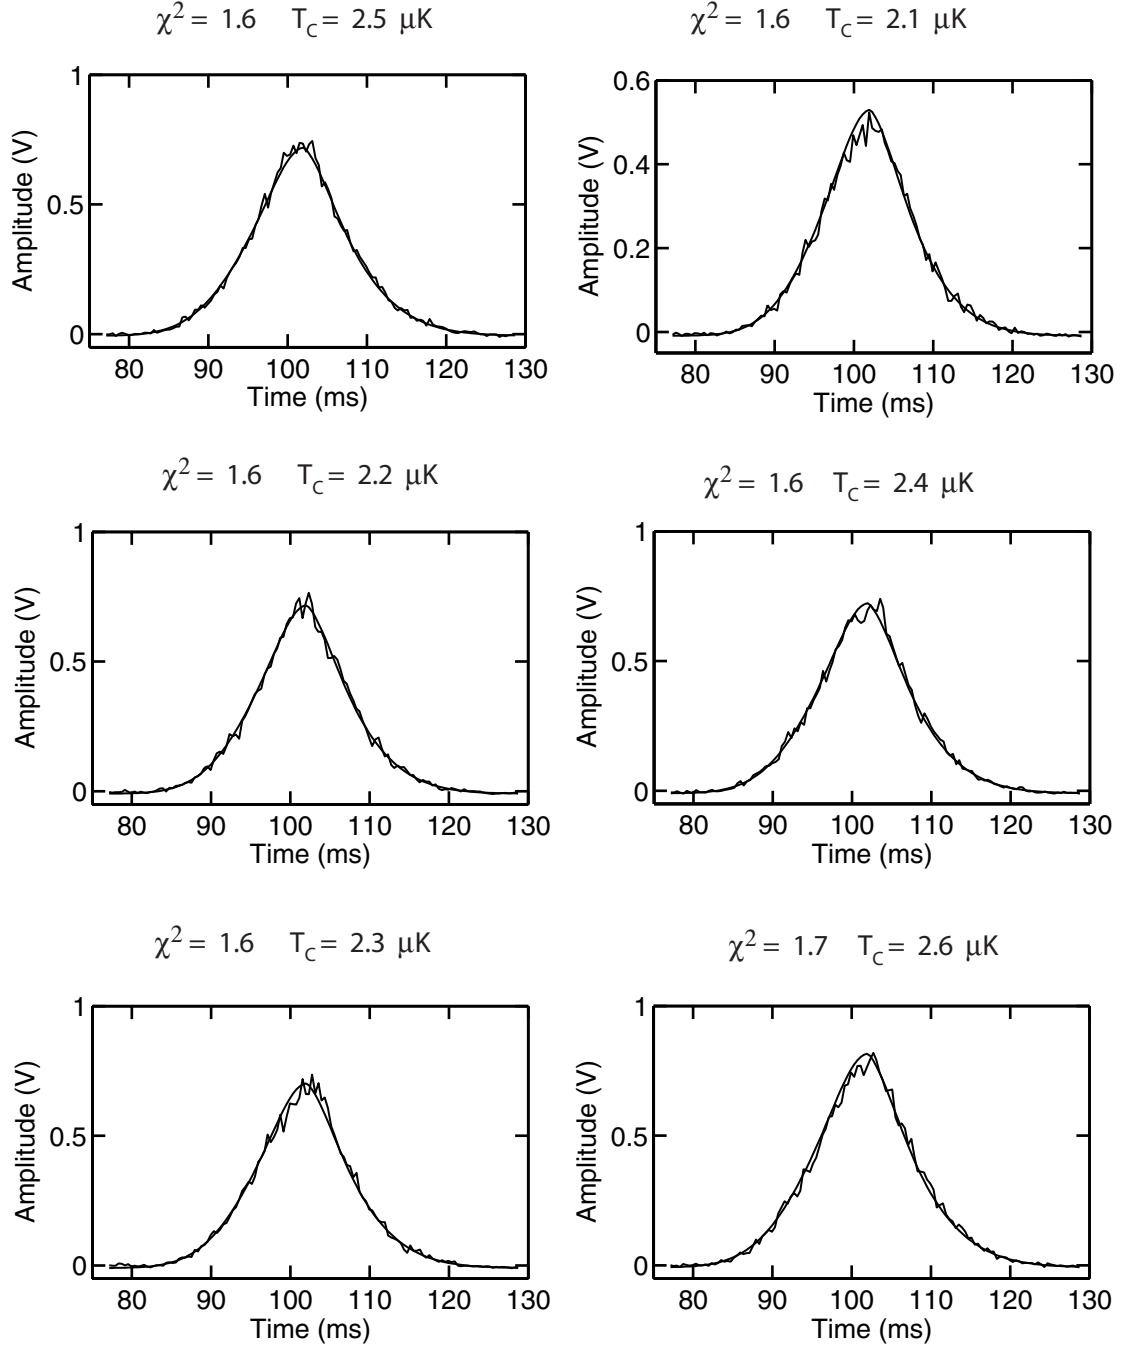 χ² = 1.6 T_C = 2.5 μK
1
0.5
0
Amplitude (V)
80 90 100 110 120 130
Time (ms)
χ² = 1.6 T_C = 2.1 μK
0.6
0.4
0.2
0
Amplitude (V)
80 90 100 110 120 130
Time (ms)
χ² = 1.6 T_C = 2.2 μK
1
0.5
0
Amplitude (V)
80 90 100 110 120 130
Time (ms)
χ² = 1.6 T_C = 2.4 μK
1
0.5
0
Amplitude (V)
80 90 100 110 120 130
Time (ms)
χ² = 1.6 T_C = 2.3 μK
1
0.5
0
Amplitude (V)
80 90 100 110 120 130
Time (ms)
χ² = 1.7 T_C = 2.6 μK
1
0.5
0
Amplitude (V)
80 90 100 110 120 130
Time (ms)